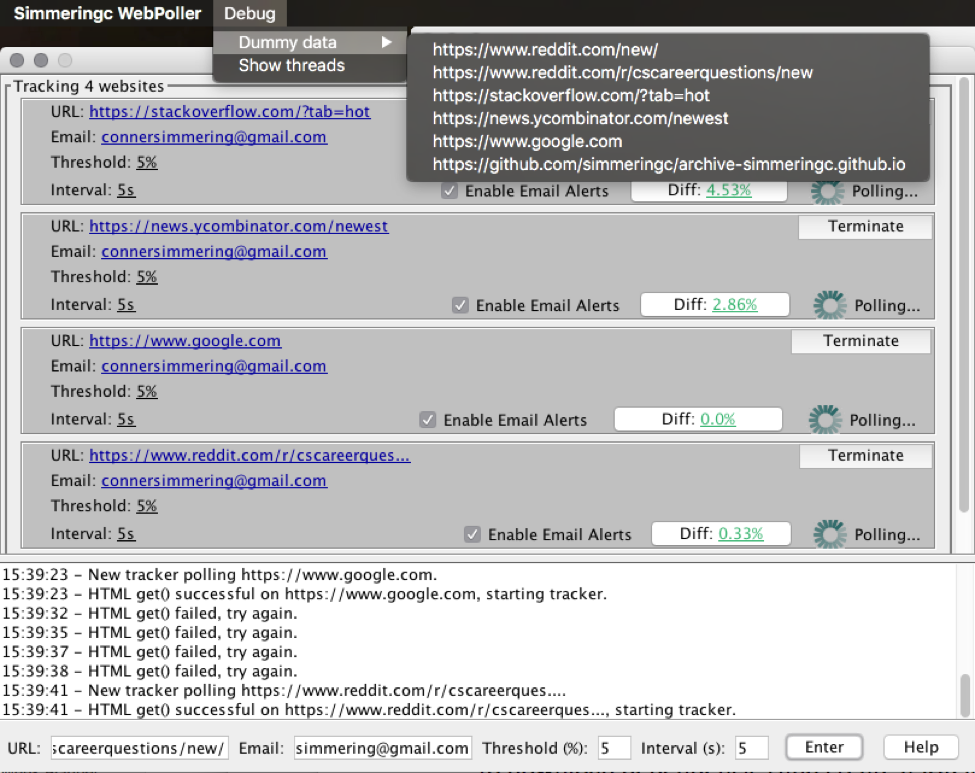 Simmeringc WebPoller Debug
Dummy data
Show threads
https://www.reddit.com/new/
https://www.reddit.com/r/cscareerquestions/new
https://stackoverflow.com/?tab=hot
https://news.ycombinator.com/newest
https://www.google.com
https://github.com/simmeringc/archive-simmeringc.github.io
Tracking 4 websites
URL: https://stackoverflow.com/?tab=hot
Email: connersimmering@gmail.com
Threshold: 5%
Interval: 5s Enable Email Alerts Diff: 4.53% Polling...
URL: https://news.ycombinator.com/newest Terminate
Email: connersimmering@gmail.com
Threshold: 5%
Interval: 5s Enable Email Alerts Diff: 2.86% Polling...
URL: https://www.google.com Terminate
Email: connersimmering@gmail.com
Threshold: 5%
Interval: 5s Enable Email Alerts Diff: 0.0% Polling...
URL: https://www.reddit.com/r/cscareerques... Terminate
Email: connersimmering@gmail.com
Threshold: 5%
Interval: 5s Enable Email Alerts Diff: 0.33% Polling...
15:39:23 – New tracker polling https://www.google.com.
15:39:23 – HTML get() successful on https://www.google.com, starting tracker.
15:39:32 – HTML get() failed, try again.
15:39:35 – HTML get() failed, try again.
15:39:37 – HTML get() failed, try again.
15:39:38 – HTML get() failed, try again.
15:39:41 – New tracker polling https://www.reddit.com/r/cscareerques....
15:39:41 – HTML get() successful on https://www.reddit.com/r/cscareerques..., starting tracker.
URL: scareerquestions/new/ Email: simmering@gmail.com Threshold (%): 5 Interval (s): 5 Enter Help